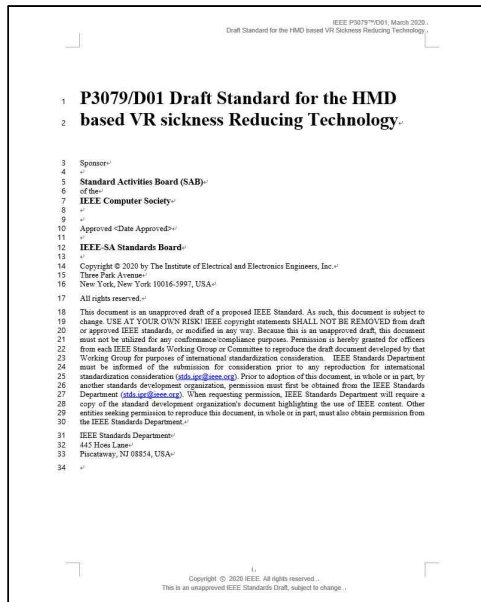 IEEE P3079™/D01, March 2020
Draft Standard for the HMD based VR Sickness Reducing Technology
1 P3079/D01 Draft Standard for the HMD
2 based VR sickness Reducing Technology
3 Sponsor
4
5 Standard Activities Board (SAB)
6 of the
7 IEEE Computer Society
8
9
10 Approved <Date Approved>
11
12 IEEE-SA Standards Board
13
14 Copyright © 2020 by The Institute of Electrical and Electronics Engineers, Inc.
15 Three Park Avenue
16 New York, New York 10016-5997, USA
17 All rights reserved.
18 This document is an unapproved draft of a proposed IEEE Standard. As such, this document is subject to
19 change. USE AT YOUR OWN RISK! IEEE copyright statements SHALL NOT BE REMOVED from draft
20 or approved IEEE standards, or modified in any way. Because this is an unapproved draft, this document
21 must not be utilized for any conformance/compliance purposes. Permission is hereby granted for officers
22 from each IEEE Standards Working Group or Committee to reproduce the draft document developed by that
23 Working Group for purposes of international standardization consideration. IEEE Standards Department
24 must be informed of the submission for consideration prior to any reproduction for international
25 standardization consideration (stds.ipr@ieee.org). Prior to adoption of this document, in whole or in part, by
26 another standards development organization, permission must first be obtained from the IEEE Standards
27 Department (stds.ipr@ieee.org). When requesting permission, IEEE Standards Department will require a
28 copy of the standard development organization's document highlighting the use of IEEE content. Other
29 entities seeking permission to reproduce this document, in whole or in part, must also obtain permission from
30 the IEEE Standards Department.
31 IEEE Standards Department
32 445 Hoes Lane
33 Piscataway, NJ 08854, USA
34
i
Copyright © 2020 IEEE. All rights reserved.
This is an unapproved IEEE Standards Draft, subject to change.